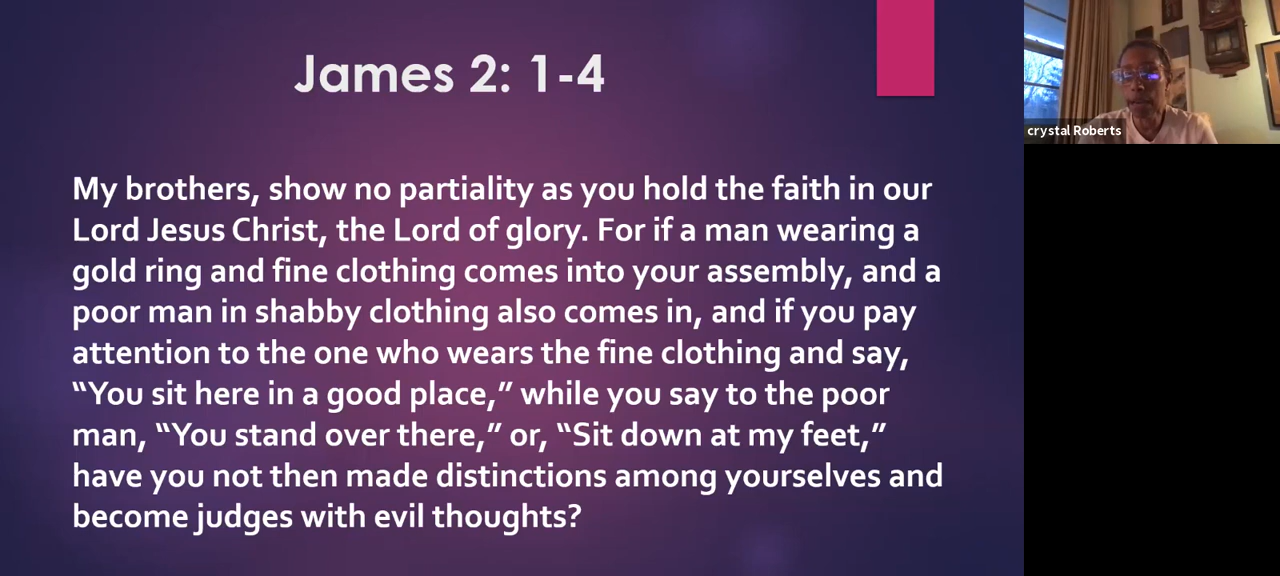 James 2: 1-4
My brothers, show no partiality as you hold the faith in our
Lord Jesus Christ, the Lord of glory. For if a man wearing a
gold ring and fine clothing comes into your assembly, and a
poor man in shabby clothing also comes in, and if you pay
attention to the one who wears the fine clothing and say,
“You sit here in a good place,” while you say to the poor
man, “You stand over there,” or, “Sit down at my feet,”
have you not then made distinctions among yourselves and
become judges with evil thoughts?
crystal Roberts